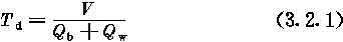 T_d = V / (Q_b + Q_w) (3.2.1)